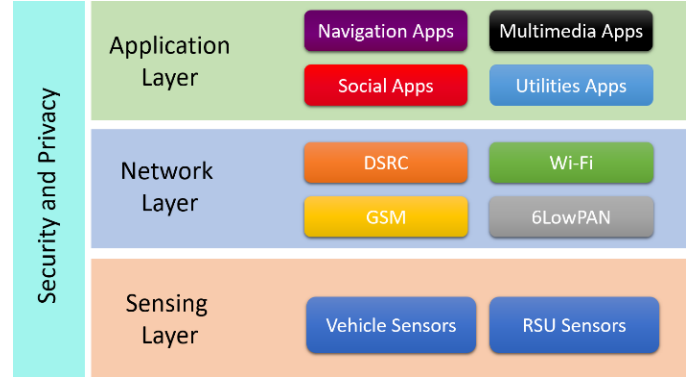 Security and Privacy
Application
Layer
Navigation Apps
Multimedia Apps
Social Apps
Utilities Apps
Network
Layer
DSRC
Wi-Fi
GSM
6LowPAN
Sensing
Layer
Vehicle Sensors
RSU Sensors